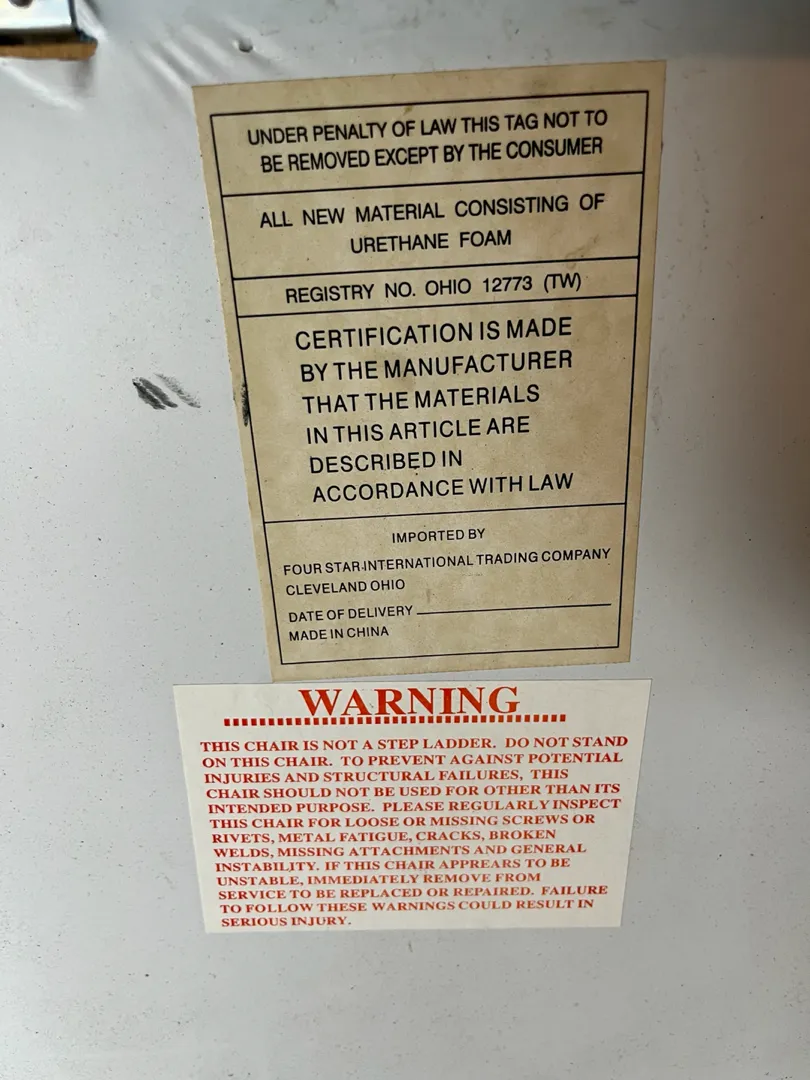 UNDER PENALTY OF LAW THIS TAG NOT TO
BE REMOVED EXCEPT BY THE CONSUMER
ALL NEW MATERIAL CONSISTING OF
URETHANE FOAM
REGISTRY NO. OHIO 12773 (TW)
CERTIFICATION IS MADE
BY THE MANUFACTURER
THAT THE MATERIALS
IN THIS ARTICLE ARE
DESCRIBED IN
ACCORDANCE WITH LAW
IMPORTED BY
FOUR STAR INTERNATIONAL TRADING COMPANY
CLEVELAND OHIO
DATE OF DELIVERY
MADE IN CHINA
WARNING
THIS CHAIR IS NOT A STEP LADDER. DO NOT STAND
ON THIS CHAIR. TO PREVENT AGAINST POTENTIAL
INJURIES AND STRUCTURAL FAILURES, THIS
CHAIR SHOULD NOT BE USED FOR OTHER THAN ITS
INTENDED PURPOSE. PLEASE REGULARLY INSPECT
THIS CHAIR FOR LOOSE OR MISSING SCREWS OR
RIVETS, METAL FATIGUE, CRACKS, BROKEN
WELDS, MISSING ATTACHMENTS AND GENERAL
INSTABILITY. IF THIS CHAIR APPREARS TO BE
UNSTABLE, IMMEDIATELY REMOVE FROM
SERVICE TO BE REPLACED OR REPAIRED. FAILURE
TO FOLLOW THESE WARNINGS COULD RESULT IN
SERIOUS INJURY.